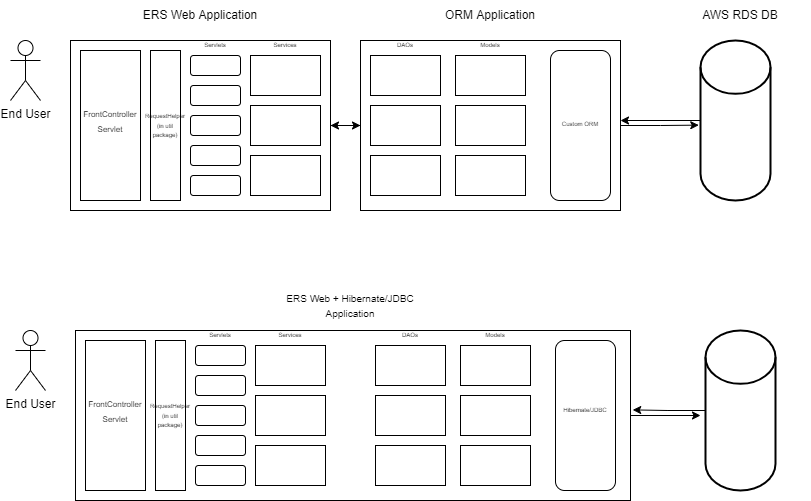 ERS Web Application
ORM Application
AWS RDS DB
Servlets
Services
DAOs
Models
End User
FrontController
Servlet
RequestHelper
(in util
package)
Custom ORM
ERS Web + Hibernate/JDBC
Application
Servlets
Services
DAOs
Models
End User
FrontController
Servlet
RequestHelper
(in util
package)
Hibernate/JDBC